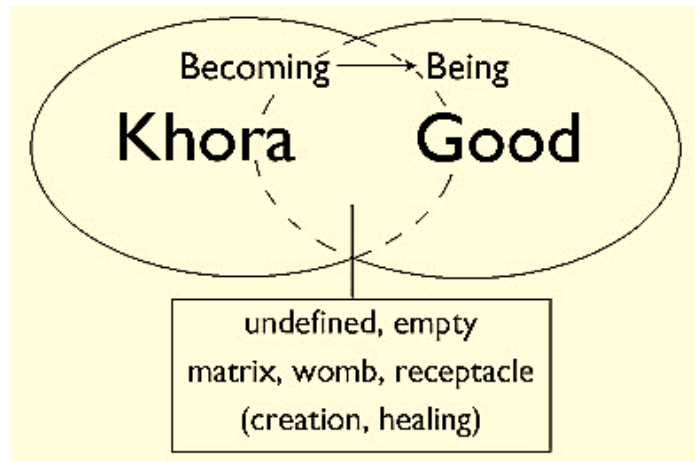 Becoming Being
Khora Good
undefined, empty
matrix, womb, receptacle
(creation, healing)